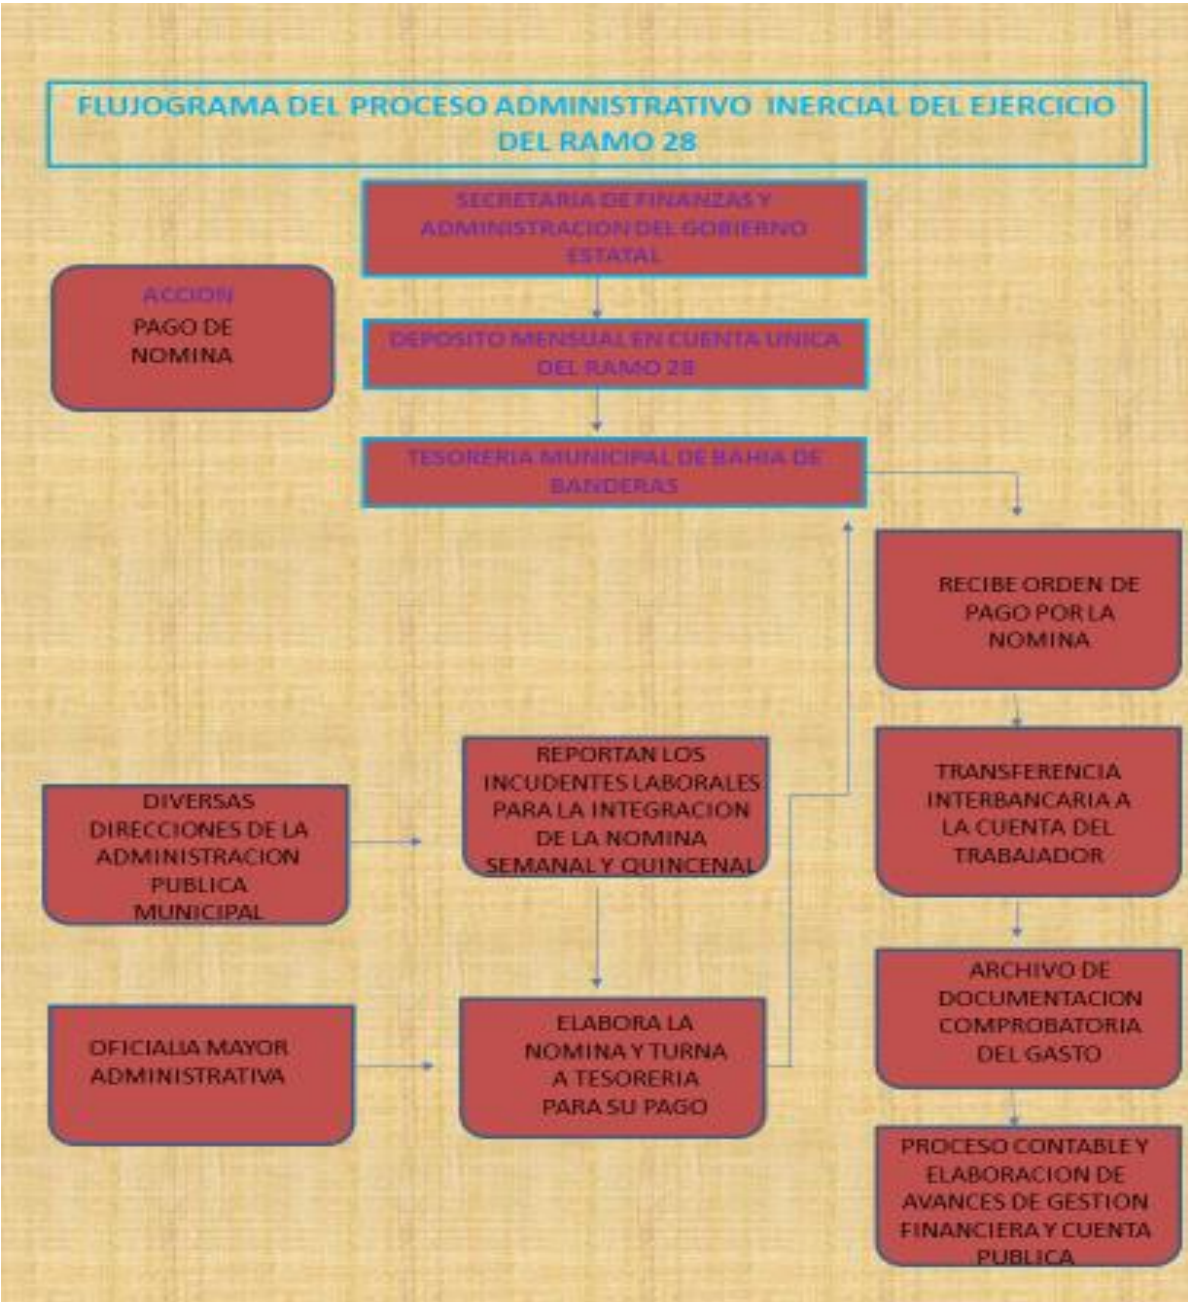 FLUJOGRAMA DEL PROCESO ADMINISTRATIVO INERCIAL DEL EJERCICIO
DEL RAMO 28
SECRETARIA DE FINANZAS Y
ADMINISTRACION DEL GOBIERNO
ESTATAL
ACCION
PAGO DE
NOMINA
DEPOSITO MENSUAL EN CUENTA UNICA
DEL RAMO 28
TESORERIA MUNICIPAL DE BAHIA DE
BANDERAS
RECIBE ORDEN DE
PAGO POR LA
NOMINA
REPORTAN LOS
INCUDENTES LABORALES
PARA LA INTEGRACION
DE LA NOMINA
SEMANAL Y QUINCENAL
DIVERSAS
DIRECCIONES DE LA
ADMINISTRACION
PUBLICA
MUNICIPAL
TRANSFERENCIA
INTERBANCARIA A
LA CUENTA DEL
TRABAJADOR
OFICIALIA MAYOR
ADMINISTRATIVA
ELABORA LA
NOMINA Y TURNA
A TESORERIA
PARA SU PAGO
ARCHIVO DE
DOCUMENTACION
COMPROBATORIA
DEL GASTO
PROCESO CONTABLE Y
ELABORACION DE
AVANCES DE GESTION
FINANCIERA Y CUENTA
PUBLICA